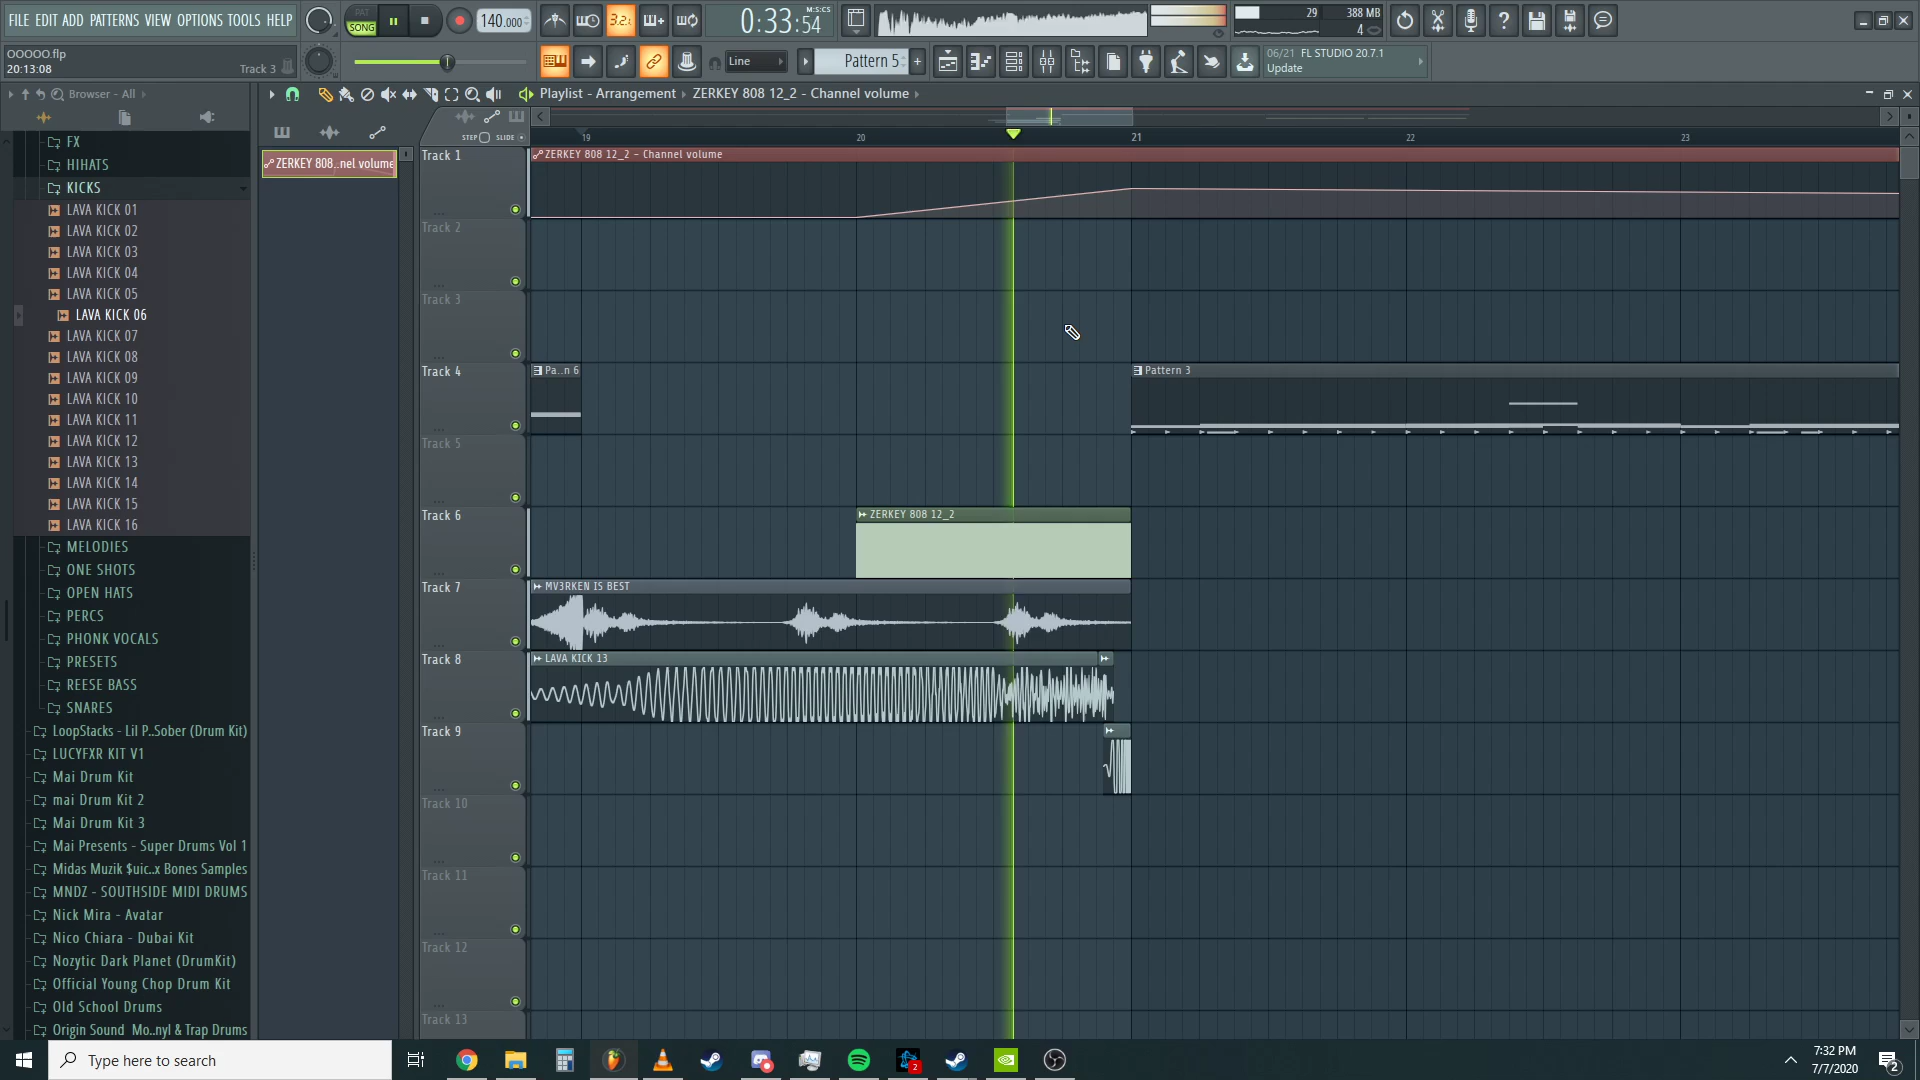 FILE EDIT ADD PATTERNS VIEW OPTIONS TOOLS HELP
PAT
SONG
140.000
3.2.
0:33:54
M:S:CS
29
388 MB
4
OOOOO.flp
20:13:08
Track 3
Line
Pattern 5
06/21 FL STUDIO 20.7.1
Update
Browser - All
Playlist - Arrangement
ZERKEY 808 12_2 - Channel volume
STEP
SLIDE
19
20
21
22
23
FX
HIHATS
KICKS
LAVA KICK 01
LAVA KICK 02
LAVA KICK 03
LAVA KICK 04
LAVA KICK 05
LAVA KICK 06
LAVA KICK 07
LAVA KICK 08
LAVA KICK 09
LAVA KICK 10
LAVA KICK 11
LAVA KICK 12
LAVA KICK 13
LAVA KICK 14
LAVA KICK 15
LAVA KICK 16
MELODIES
ONE SHOTS
OPEN HATS
PERCS
PHONK VOCALS
PRESETS
REESE BASS
SNARES
LoopStacks - Lil P..Sober (Drum Kit)
LUCYFXR KIT V1
Mai Drum Kit
mai Drum Kit 2
Mai Drum Kit 3
Mai Presents - Super Drums Vol 1
Midas Muzik $uic..x Bones Samples
MNDZ - SOUTHSIDE MIDI DRUMS
Nick Mira - Avatar
Nico Chiara - Dubai Kit
Nozytic Dark Planet (DrumKit)
Official Young Chop Drum Kit
Old School Drums
Origin Sound Mo..nyl & Trap Drums
ZERKEY 808..nel volume
Track 1
ZERKEY 808 12_2 - Channel volume
Track 2
Track 3
Track 4
Pa..n 6
Pattern 3
Track 5
Track 6
ZERKEY 808 12_2
Track 7
MV3RKEN IS BEST
Track 8
LAVA KICK 13
Track 9
Track 10
Track 11
Track 12
Track 13
Type here to search
2
7:32 PM
7/7/2020
2